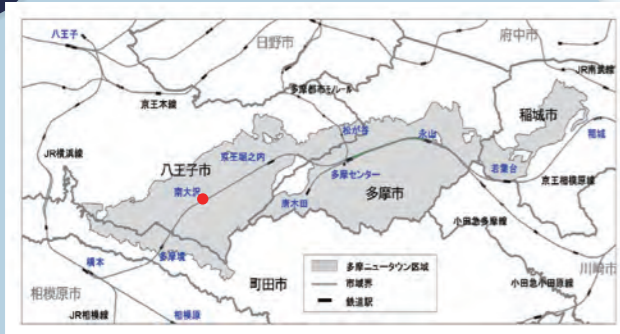 八王子
日野市
府中市
JR南武線
多摩都市モノレール
京王本線
稲城市
松が谷
永山
稲城
JR横浜線
京王堀之内
八王子市
若葉台
多摩センター
南大沢
多摩市
京王相模原線
唐木田
小田急多摩線
多摩境
橋本
町田市
多摩ニュータウン区域
市域界
鉄道駅
川崎市
相模原市
小田急小田原線
JR相模線
相模原